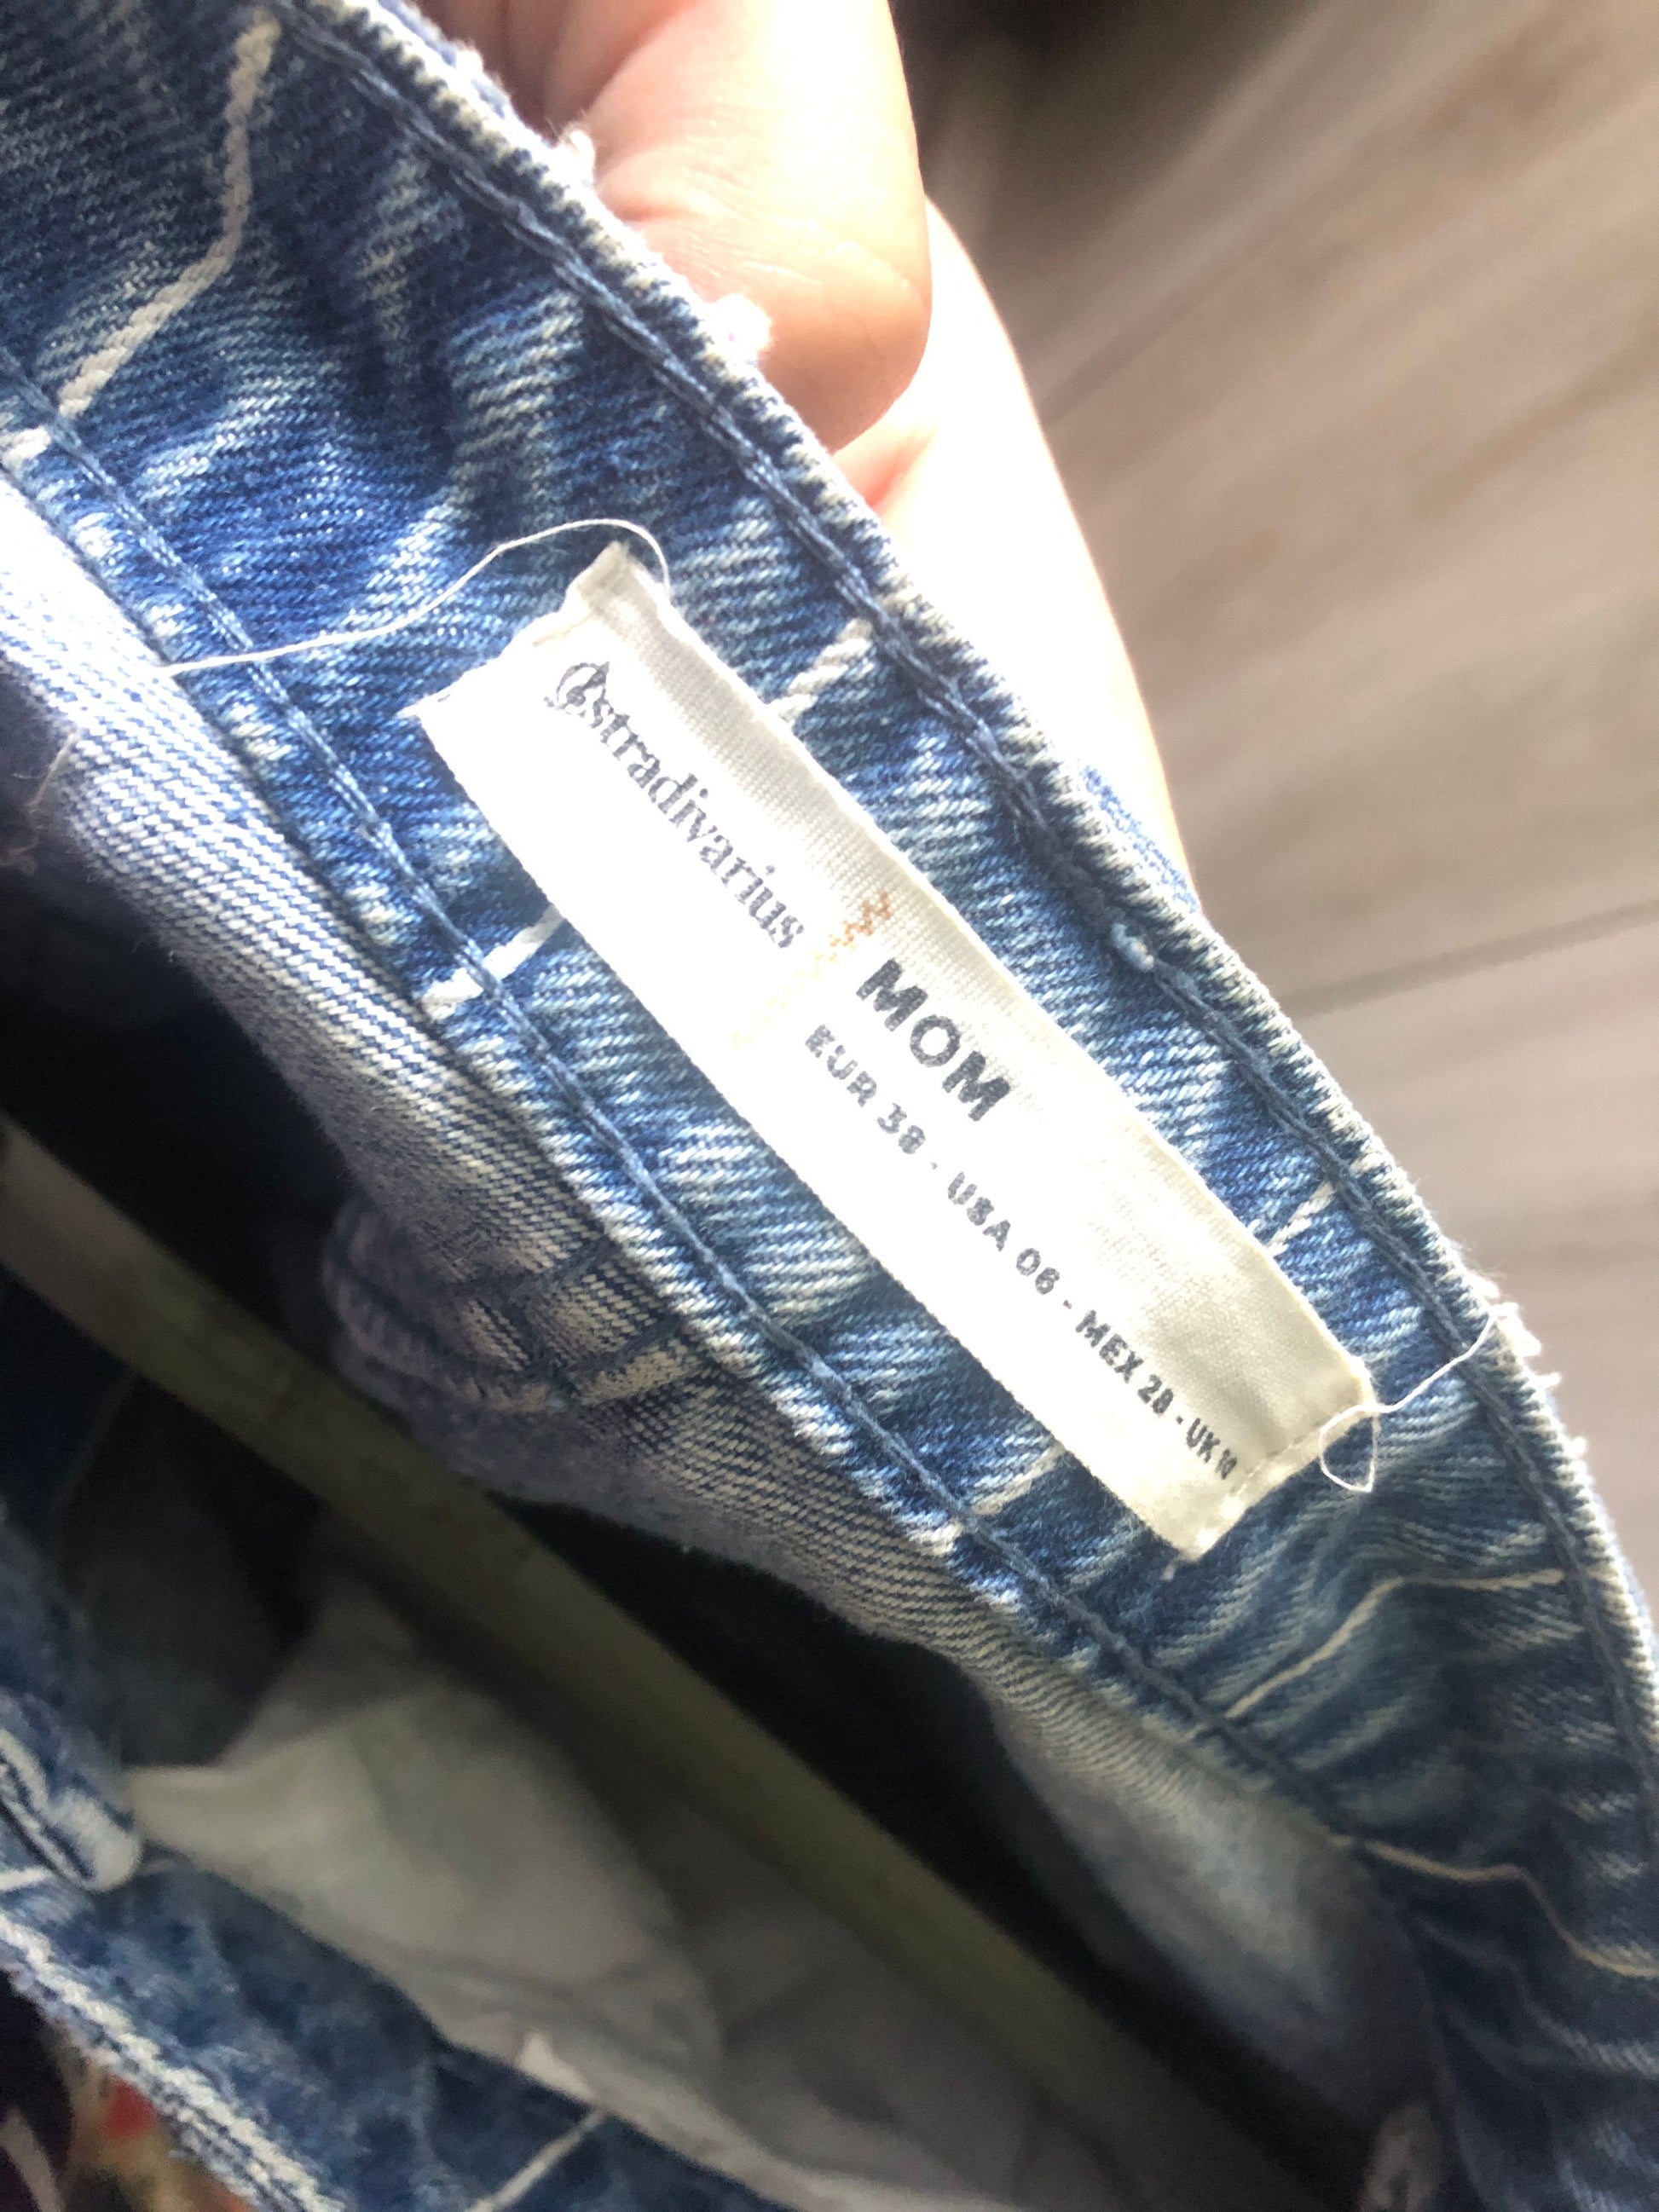 stradivarius
MOM
EUR 38 - USA 06 - MEX 28 - UK 10